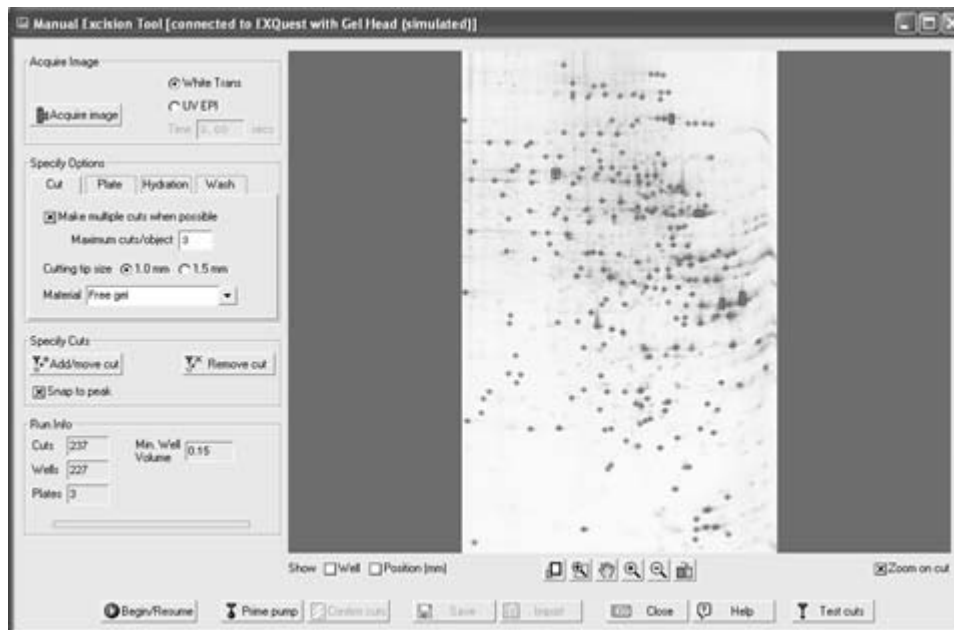 Manual Excision Tool [connected to EXQuest with Gel Head (simulated)]
Acquire Image
White Trans
Acquire image
UV EPI
Time 3.00 secs
Specify Options
Cut Plate Hydration Wash
Make multiple cuts when possible
Maximum cuts/object 3
Cutting tip size 1.0 mm 1.5 mm
Material Free gel
Specify Cuts
Add/move cut Remove cut
Snap to peak
Run Info
Cuts 237 Min. Well Volume 0.15
Wells 227
Plates 3
Show Well Position (mm) Zoom on cut
Begin/Resume Prime pump Confirm cuts Save Import Close Help Test cuts